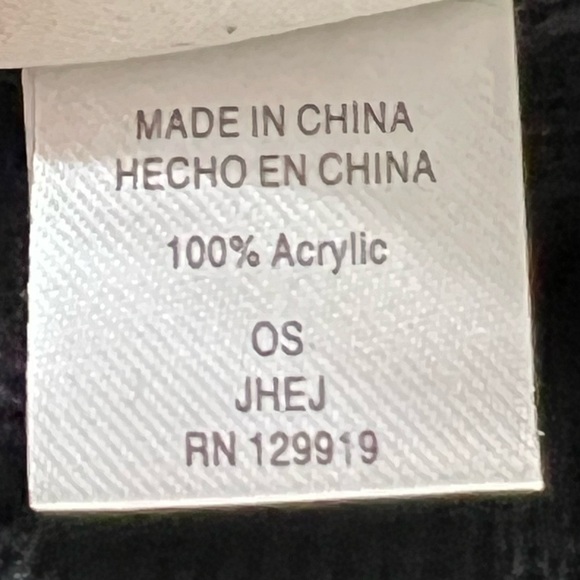 MADE IN CHINA
HECHO EN CHINA
100% Acrylic
OS
JHEJ
RN 129919